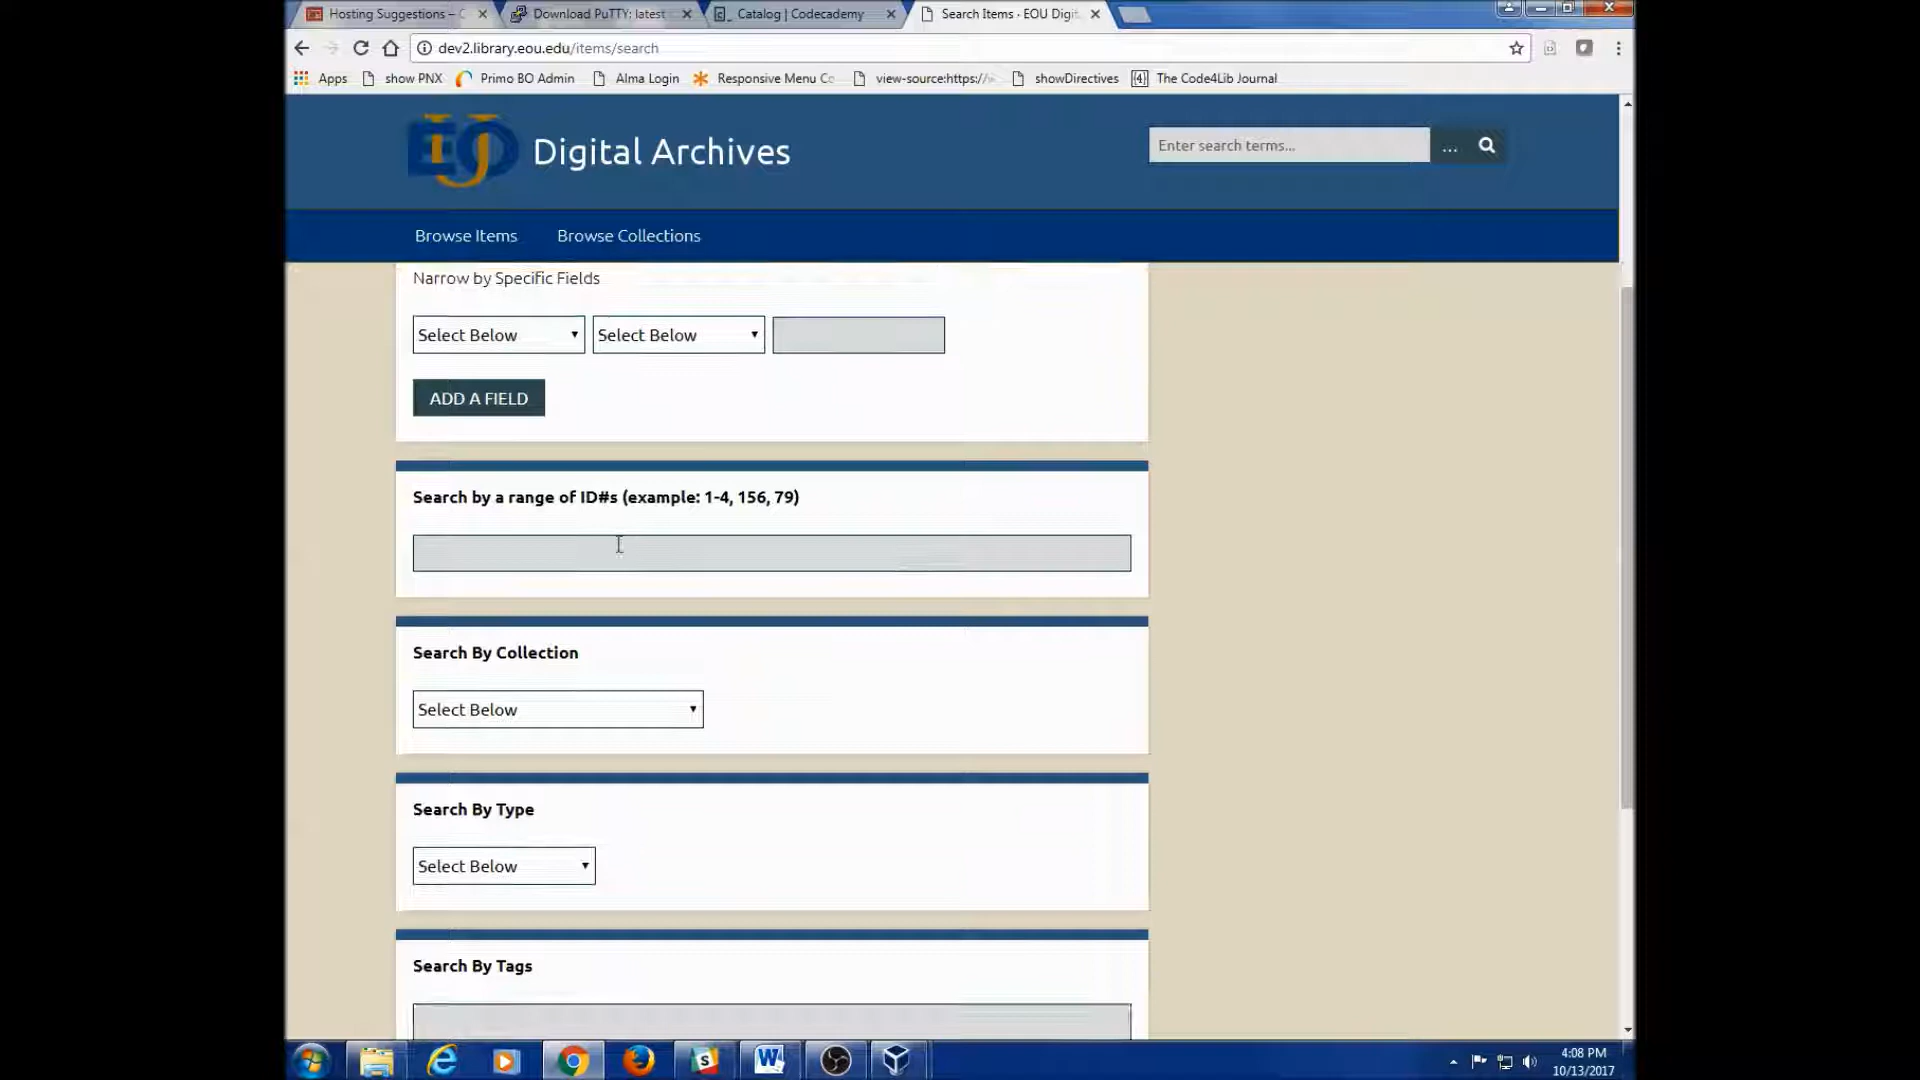 Hosting Suggestions – C
Download PuTTY: latest
Catalog | Codecademy
Search Items · EOU Digit
dev2.library.eou.edu/items/search
Apps
show PNX
Primo BO Admin
Alma Login
Responsive Menu Co
view-source:https://w
showDirectives
{4}
The Code4Lib Journal
EOU
Digital Archives
Enter search terms...
...
Browse Items
Browse Collections
Narrow by Specific Fields
Select Below
Select Below
ADD A FIELD
Search by a range of ID#s (example: 1-4, 156, 79)
Search By Collection
Select Below
Search By Type
Select Below
Search By Tags
4:08 PM
10/13/2017